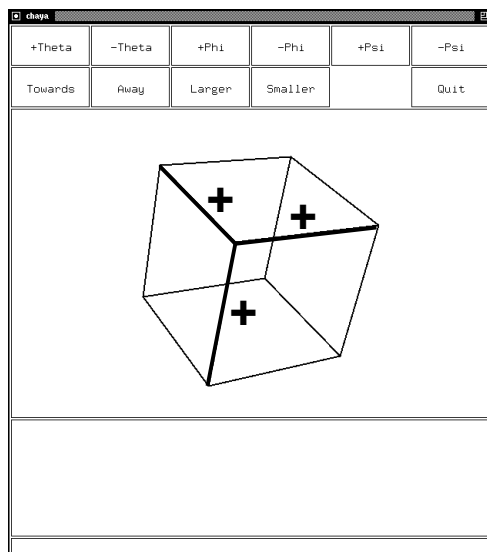 chaya
+Theta -Theta +Phi -Phi +Psi -Psi
Towards Away Larger Smaller Quit
+
+
+